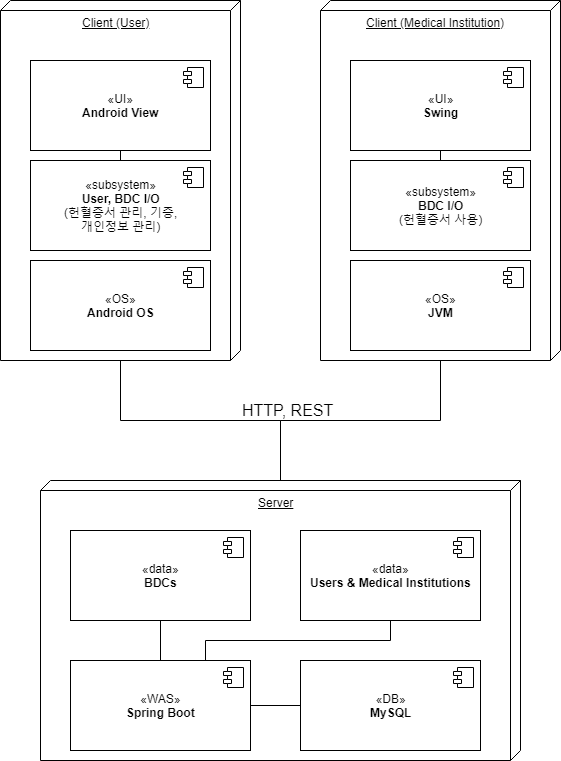 Client (User)
«UI»
Android View
«subsystem»
User, BDC I/O
(헌혈증서 관리, 기증,
개인정보 관리)
«OS»
Android OS
Client (Medical Institution)
«UI»
Swing
«subsystem»
BDC I/O
(헌혈증서 사용)
«OS»
JVM
HTTP, REST
Server
«data»
BDCs
«data»
Users & Medical Institutions
«WAS»
Spring Boot
«DB»
MySQL